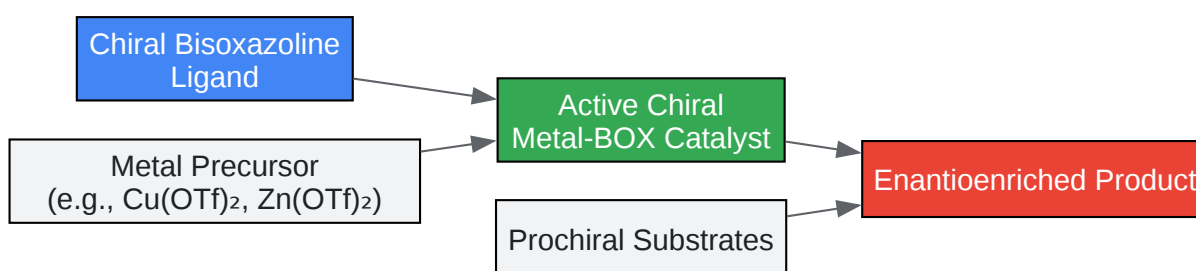 Chiral Bisoxazoline
Ligand
Metal Precursor
(e.g., Cu(OTf)₂, Zn(OTf)₂)
Active Chiral
Metal-BOX Catalyst
Prochiral Substrates
Enantioenriched Product